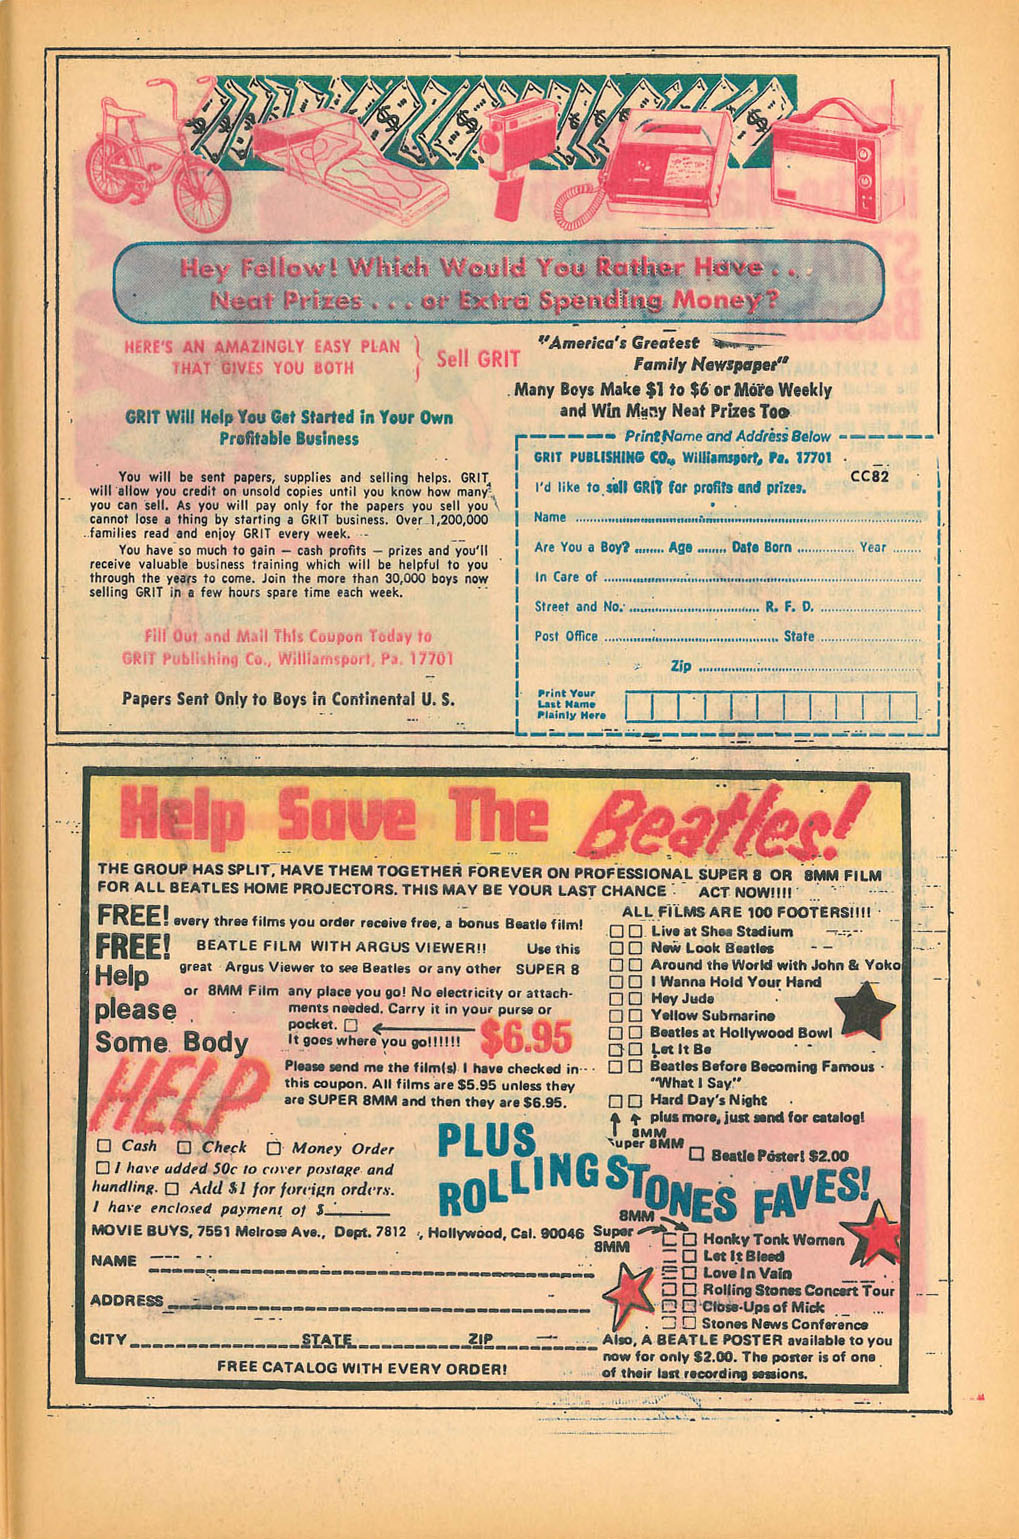 Hey Fellow! Which Would You Rather Have . .
Neat Prizes . . . or Extra Spending Money?
HERE'S AN AMAZINGLY EASY PLAN
THAT GIVES YOU BOTH
Sell GRIT
"America's Greatest
Family Newspaper"
Many Boys Make $1 to $6 or More Weekly
and Win Many Neat Prizes Too
GRIT Will Help You Get Started in Your Own
Profitable Business
You will be sent papers, supplies and selling helps. GRIT
will allow you credit on unsold copies until you know how many
you can sell. As you will pay only for the papers you sell you
cannot lose a thing by starting a GRIT business. Over 1,200,000
families read and enjoy GRIT every week.
You have so much to gain — cash profits — prizes and you'll
receive valuable business training which will be helpful to you
through the years to come. Join the more than 30,000 boys now
selling GRIT in a few hours spare time each week.
Fill Out and Mail This Coupon Today to
GRIT Publishing Co., Williamsport, Pa. 17701
Papers Sent Only to Boys in Continental U. S.
Print Name and Address Below
GRIT PUBLISHING CO., Williamsport, Pa. 17701
CC82
I'd like to sell GRIT for profits and prizes.
Name
Are You a Boy? ........ Age ........ Date Born ............... Year ........
In Care of
Street and No. ................................ R. F. D. ..........................
Post Office ............................................ State ...........................
Zip
Print Your
Last Name
Plainly Here
Help Save The Beatles!
THE GROUP HAS SPLIT, HAVE THEM TOGETHER FOREVER ON PROFESSIONAL SUPER 8 OR 8MM FILM
FOR ALL BEATLES HOME PROJECTORS. THIS MAY BE YOUR LAST CHANCE ACT NOW!!!!
FREE! every three films you order receive free, a bonus Beatle film!
FREE! BEATLE FILM WITH ARGUS VIEWER!! Use this
great Argus Viewer to see Beatles or any other SUPER 8
or 8MM Film any place you go! No electricity or attach-
ments needed. Carry it in your purse or
pocket.
It goes where you go!!!!!!
$6.95
Help
please
Some Body
HELP
Please send me the film(s) I have checked in
this coupon. All films are $5.95 unless they
are SUPER 8MM and then they are $6.95.
Cash Check Money Order
I have added 50c to cover postage and
handling. Add $1 for foreign orders.
I have enclosed payment of $
MOVIE BUYS, 7551 Melrose Ave., Dept. 7812 , Hollywood, Cal. 90046
NAME
ADDRESS
CITY STATE ZIP
FREE CATALOG WITH EVERY ORDER!
ALL FILMS ARE 100 FOOTERS!!!!
Live at Shea Stadium
New Look Beatles
Around the World with John & Yoko
I Wanna Hold Your Hand
Hey Jude
Yellow Submarine
Beatles at Hollywood Bowl
Let It Be
Beatles Before Becoming Famous
"What I Say"
Hard Day's Night
plus more, just send for catalog!
8MM
Super 8MM
Beatle Poster! $2.00
PLUS
ROLLING STONES FAVES!
8MM
Super
8MM
Honky Tonk Women
Let It Bleed
Love In Vain
Rolling Stones Concert Tour
Close-Ups of Mick
Stones News Conference
Also, A BEATLE POSTER available to you
now for only $2.00. The poster is of one
of their last recording sessions.